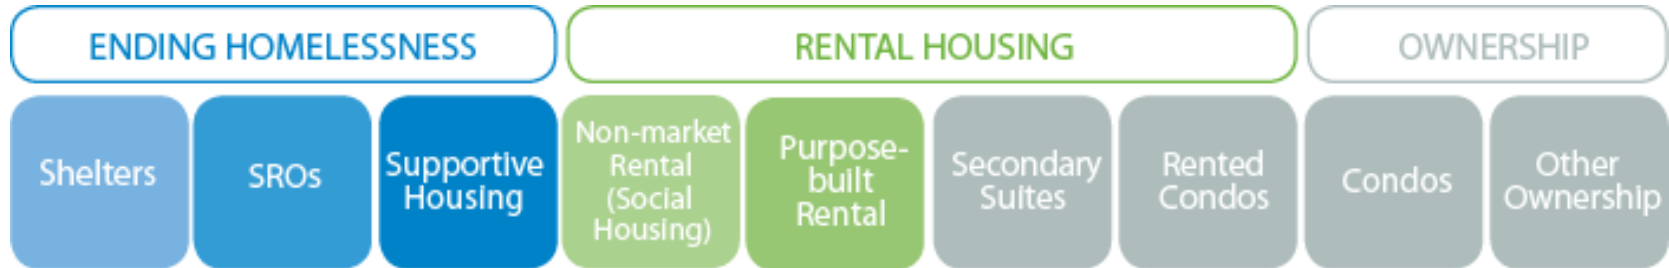 ENDING HOMELESSNESS
RENTAL HOUSING
OWNERSHIP
Shelters
SROs
Supportive
Housing
Non-market
Rental
(Social
Housing)
Purpose-
built
Rental
Secondary
Suites
Rented
Condos
Condos
Other
Ownership